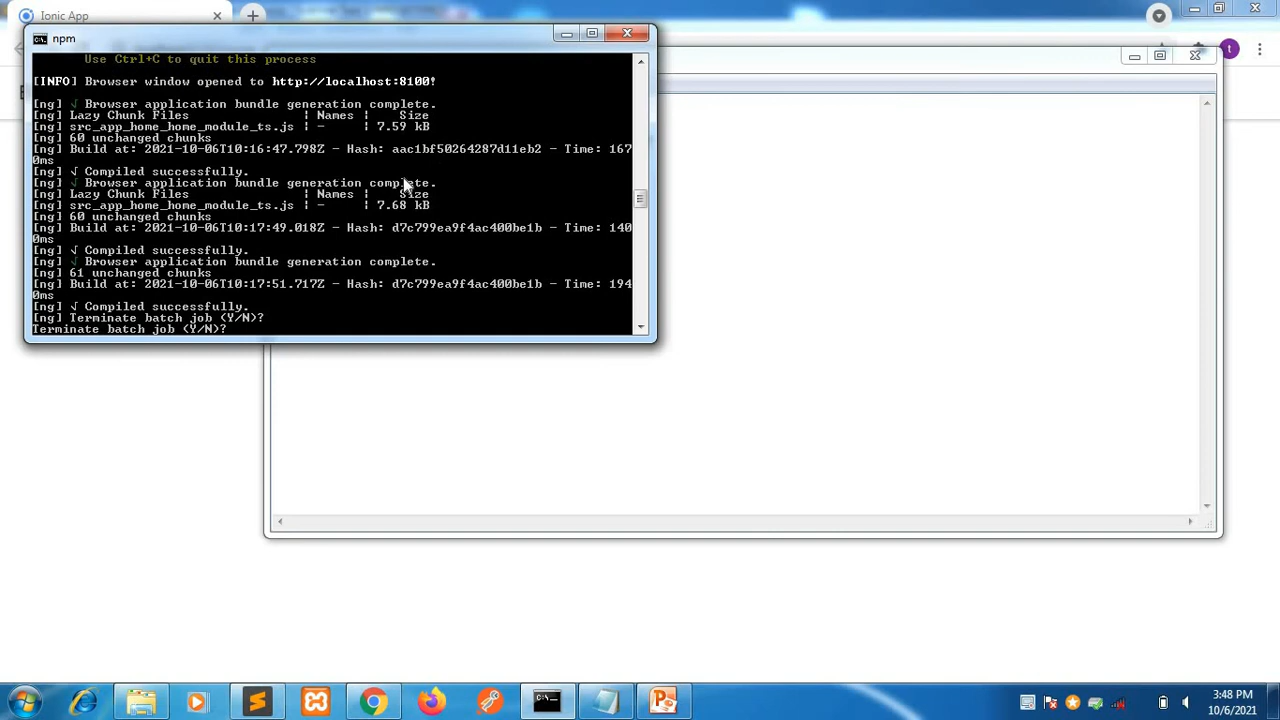 Ionic App
npm
Use Ctrl+C to quit this process
[INFO] Browser window opened to http://localhost:8100!
[ng] √ Browser application bundle generation complete.
[ng] Lazy Chunk Files | Names | Size
[ng] src_app_home_home_module_ts.js | - | 7.59 kB
[ng] 60 unchanged chunks
[ng] Build at: 2021-10-06T10:16:47.798Z - Hash: aac1bf50264287d11eb2 - Time: 167
0ms
[ng] √ Compiled successfully.
[ng] √ Browser application bundle generation complete.
[ng] Lazy Chunk Files | Names | Size
[ng] src_app_home_home_module_ts.js | - | 7.68 kB
[ng] 60 unchanged chunks
[ng] Build at: 2021-10-06T10:17:49.018Z - Hash: d7c799ea9f4ac400be1b - Time: 140
0ms
[ng] √ Compiled successfully.
[ng] √ Browser application bundle generation complete.
[ng] 61 unchanged chunks
[ng] Build at: 2021-10-06T10:17:51.717Z - Hash: d7c799ea9f4ac400be1b - Time: 194
0ms
[ng] √ Compiled successfully.
[ng] Terminate batch job (Y/N)?
Terminate batch job (Y/N)?
t
3:48 PM
10/6/2021